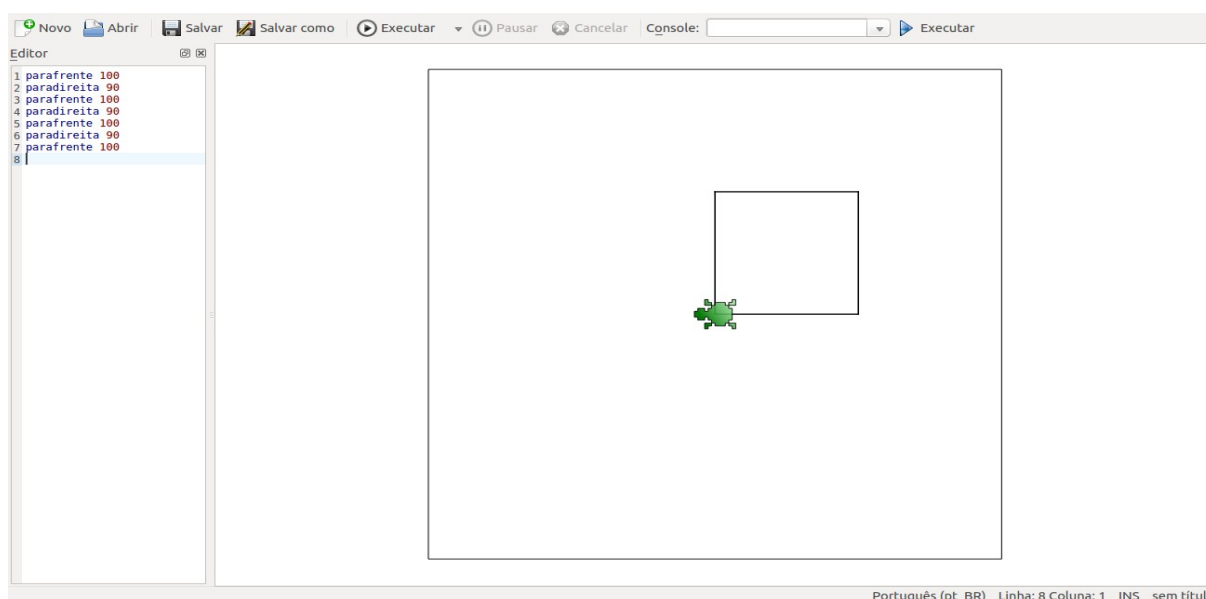 Novo Abrir Salvar Salvar como Executar Pausar Cancelar Console: Executar
Editor
1 parafrente 100
2 paradireita 90
3 parafrente 100
4 paradireita 90
5 parafrente 100
6 paradireita 90
7 parafrente 100
8
Português (pt_BR) Linha: 8 Coluna: 1 INS sem títul